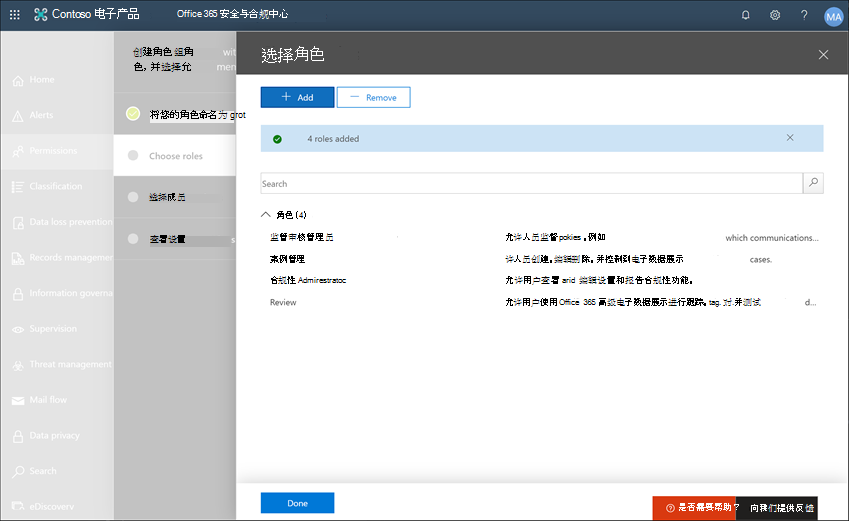 Contoso 电子产品
Office 365 安全与合规中心
?
MA
创建角色 组角 with
色，并选择允 mem
选择角色
Home
Add
Remove
将您的角色命名为 grot
Alerts
4 roles added
Permissions
Choose roles
Search
Classification
选择成员
角色 (4)
Data loss prevention
查看设置 s
监督审核管理员
允许人员监督 pokies 。例如 which communications...
Records managemen
案例管理
许人员创建。编辑删除。并控制到电子数据展示 cases.
合规性 Admirestratoc
允许用户查看 arid 编辑设置和报告合规性功能。
Information governa
Review
允许用户使用 Office 365 高级电子数据展示进行跟踪。tag. 对.并测试 d...
Supervision
Threat management
Mail flow
Data privacy
Search
Done
eDiscovery
是否需要帮助？
向我们提供反馈